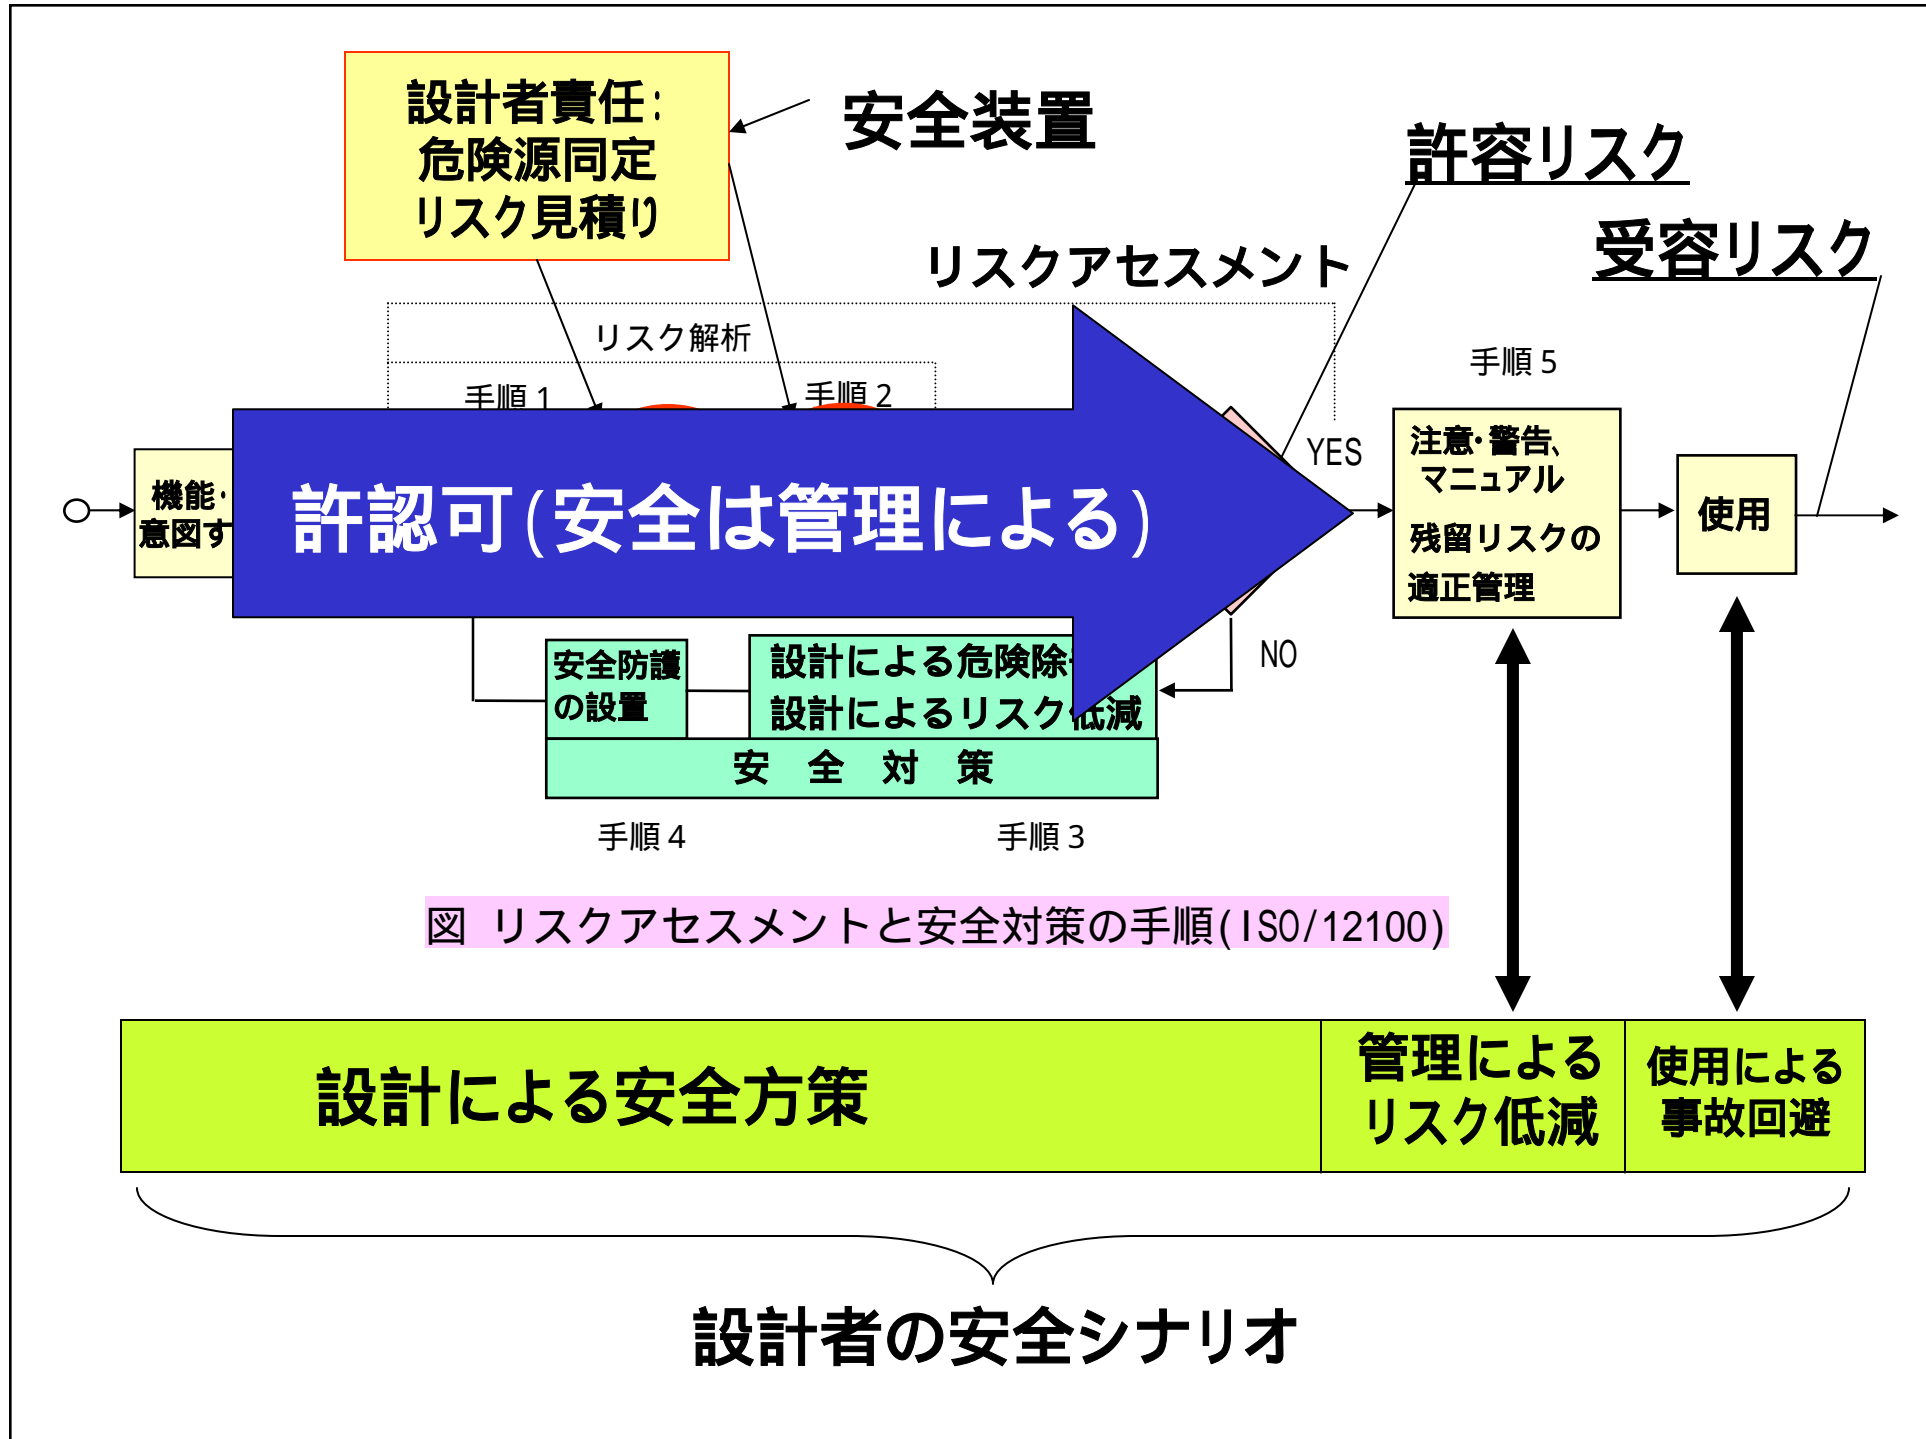 設計者責任:
危険源同定
リスク見積り
安全装置
許容リスク
受容リスク
リスクアセスメント
リスク解析
手順1
手順2
手順5
機能・
意図す
許認可(安全は管理による)
YES
注意・警告、
マニュアル
残留リスクの
適正管理
使用
NO
安全防護
の設置
設計による危険除
設計によるリスク低減
安 全 対 策
手順4
手順3
図 リスクアセスメントと安全対策の手順(ISO/12100)
設計による安全方策
管理による
リスク低減
使用による
事故回避
設計者の安全シナリオ